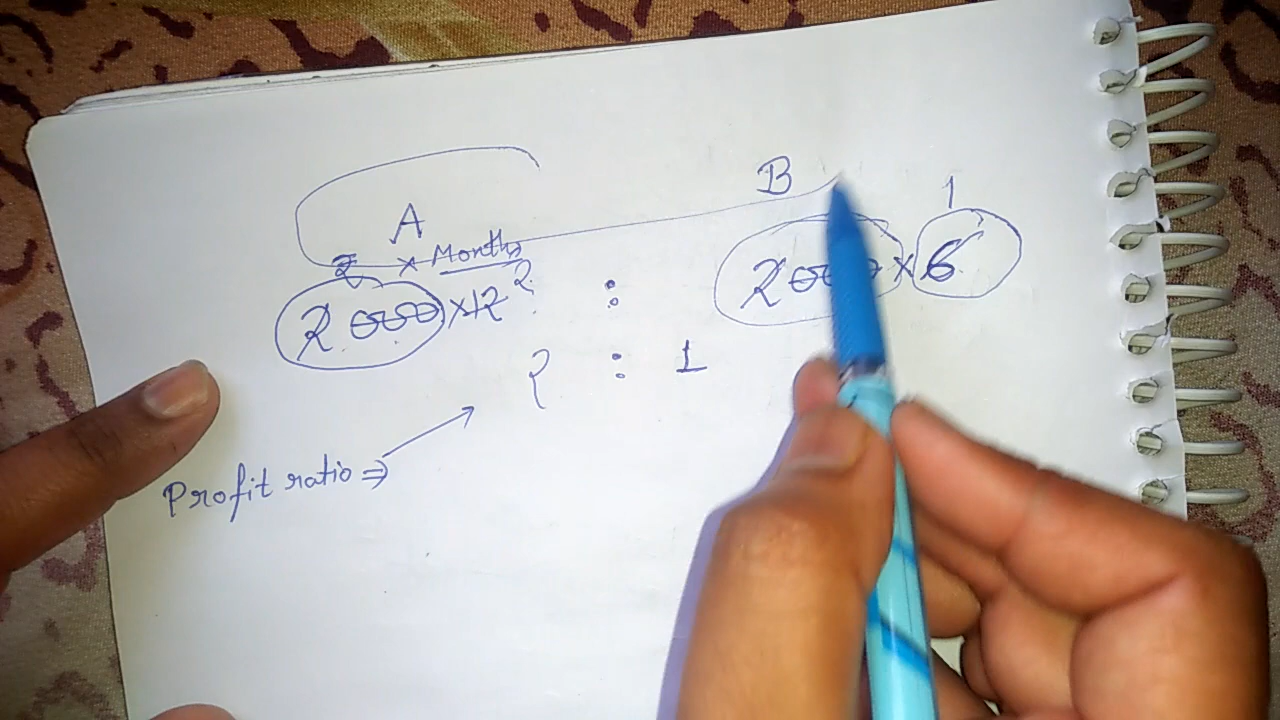 A B 1
₹ × Months
2000 × 12 2 : 2000 × 6
2 : 1
Profit ratio ⇒